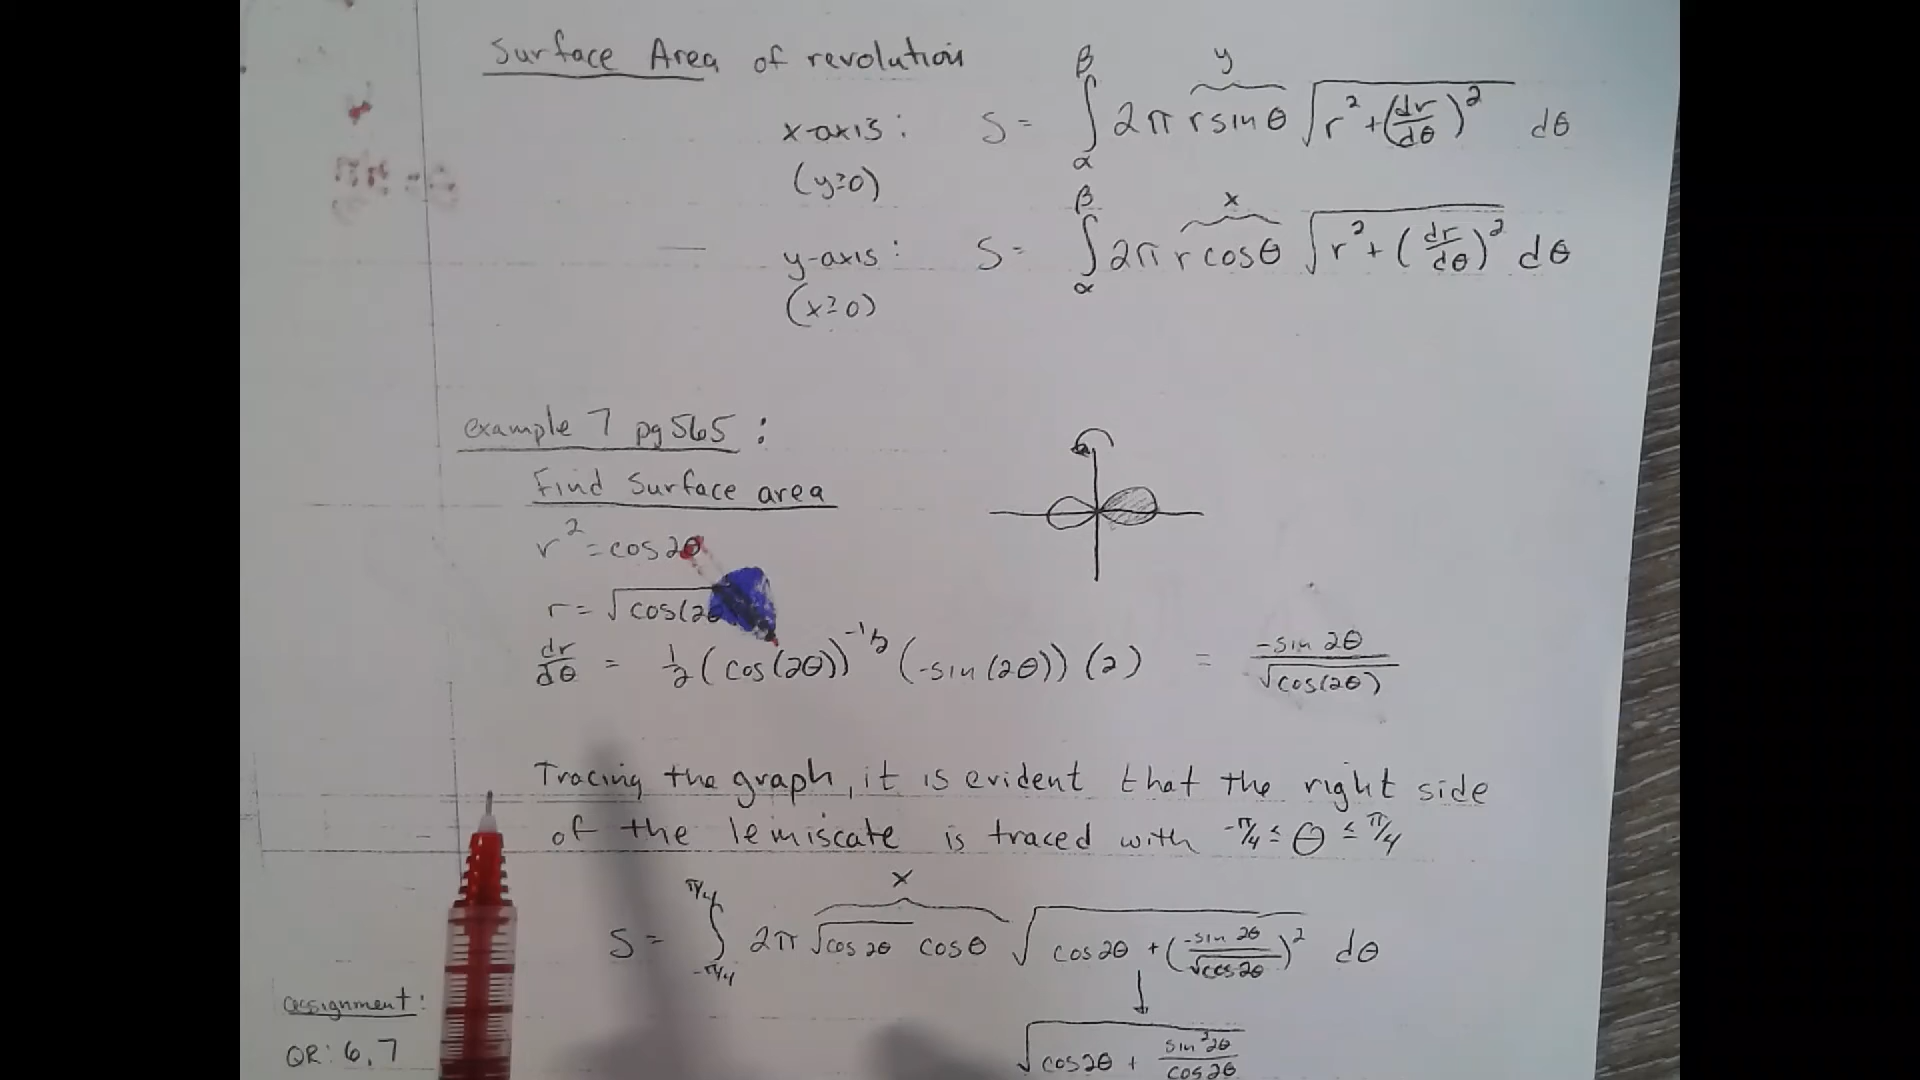 Surface Area of revolution
x-axis: S = ∫_α^β 2π r sin θ √(r² + (dr/dθ)²) dθ
y
(y≥0)
y-axis: S = ∫_α^β 2π r cos θ √(r² + (dr/dθ)²) dθ
x
(x≥0)
example 7 pg 565:
Find Surface area
r² = cos 2θ
r = √cos(2θ
dr/dθ = ½ (cos(2θ))^(-1/2) (-sin(2θ)) (2) = -sin 2θ / √cos(2θ)
Tracing the graph, it is evident that the right side
of the lemiscate is traced with -π/4 ≤ θ ≤ π/4
x
S = ∫_(-π/4)^(π/4) 2π √cos 2θ cos θ √(cos 2θ + (-sin 2θ / √cos 2θ)²) dθ
√(cos 2θ + sin² 2θ / cos 2θ)
assignment:
QR: 6,7